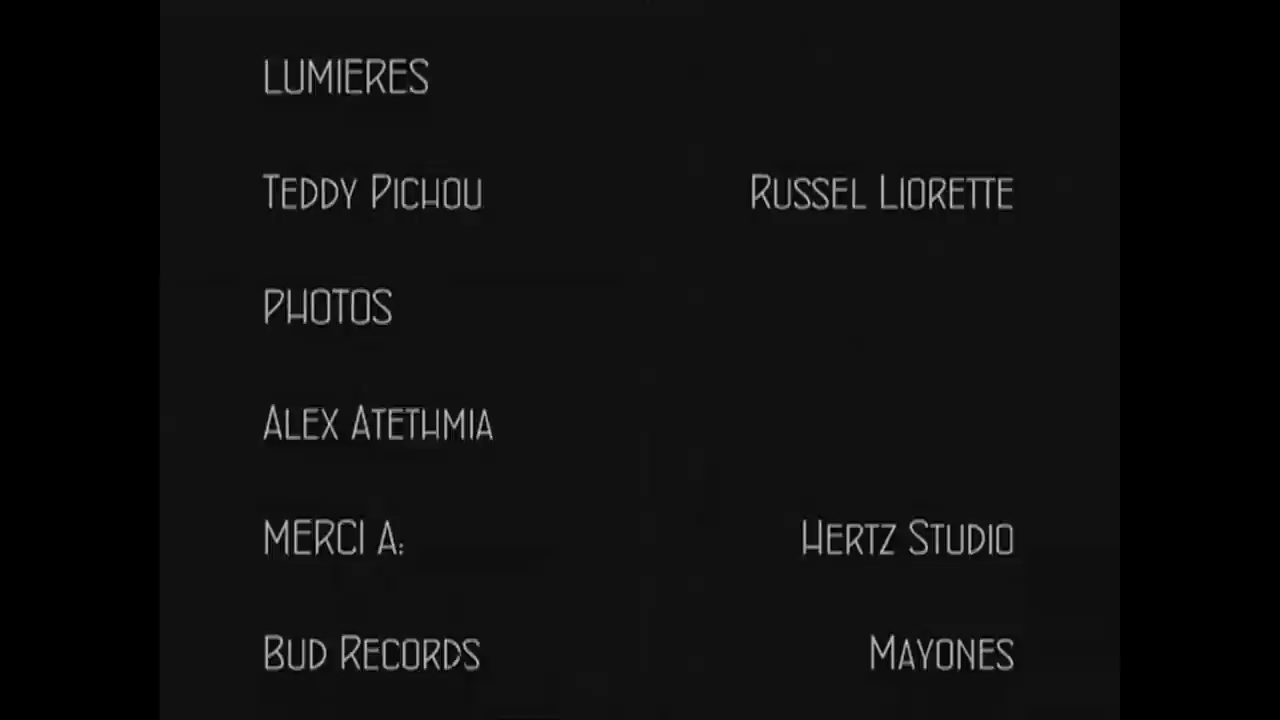 LUMIERES
TEDDY PICHOU RUSSEL LIORETTE
PHOTOS
ALEX ATETHMIA
MERCI A: HERTZ STUDIO
BUD RECORDS MAYONES